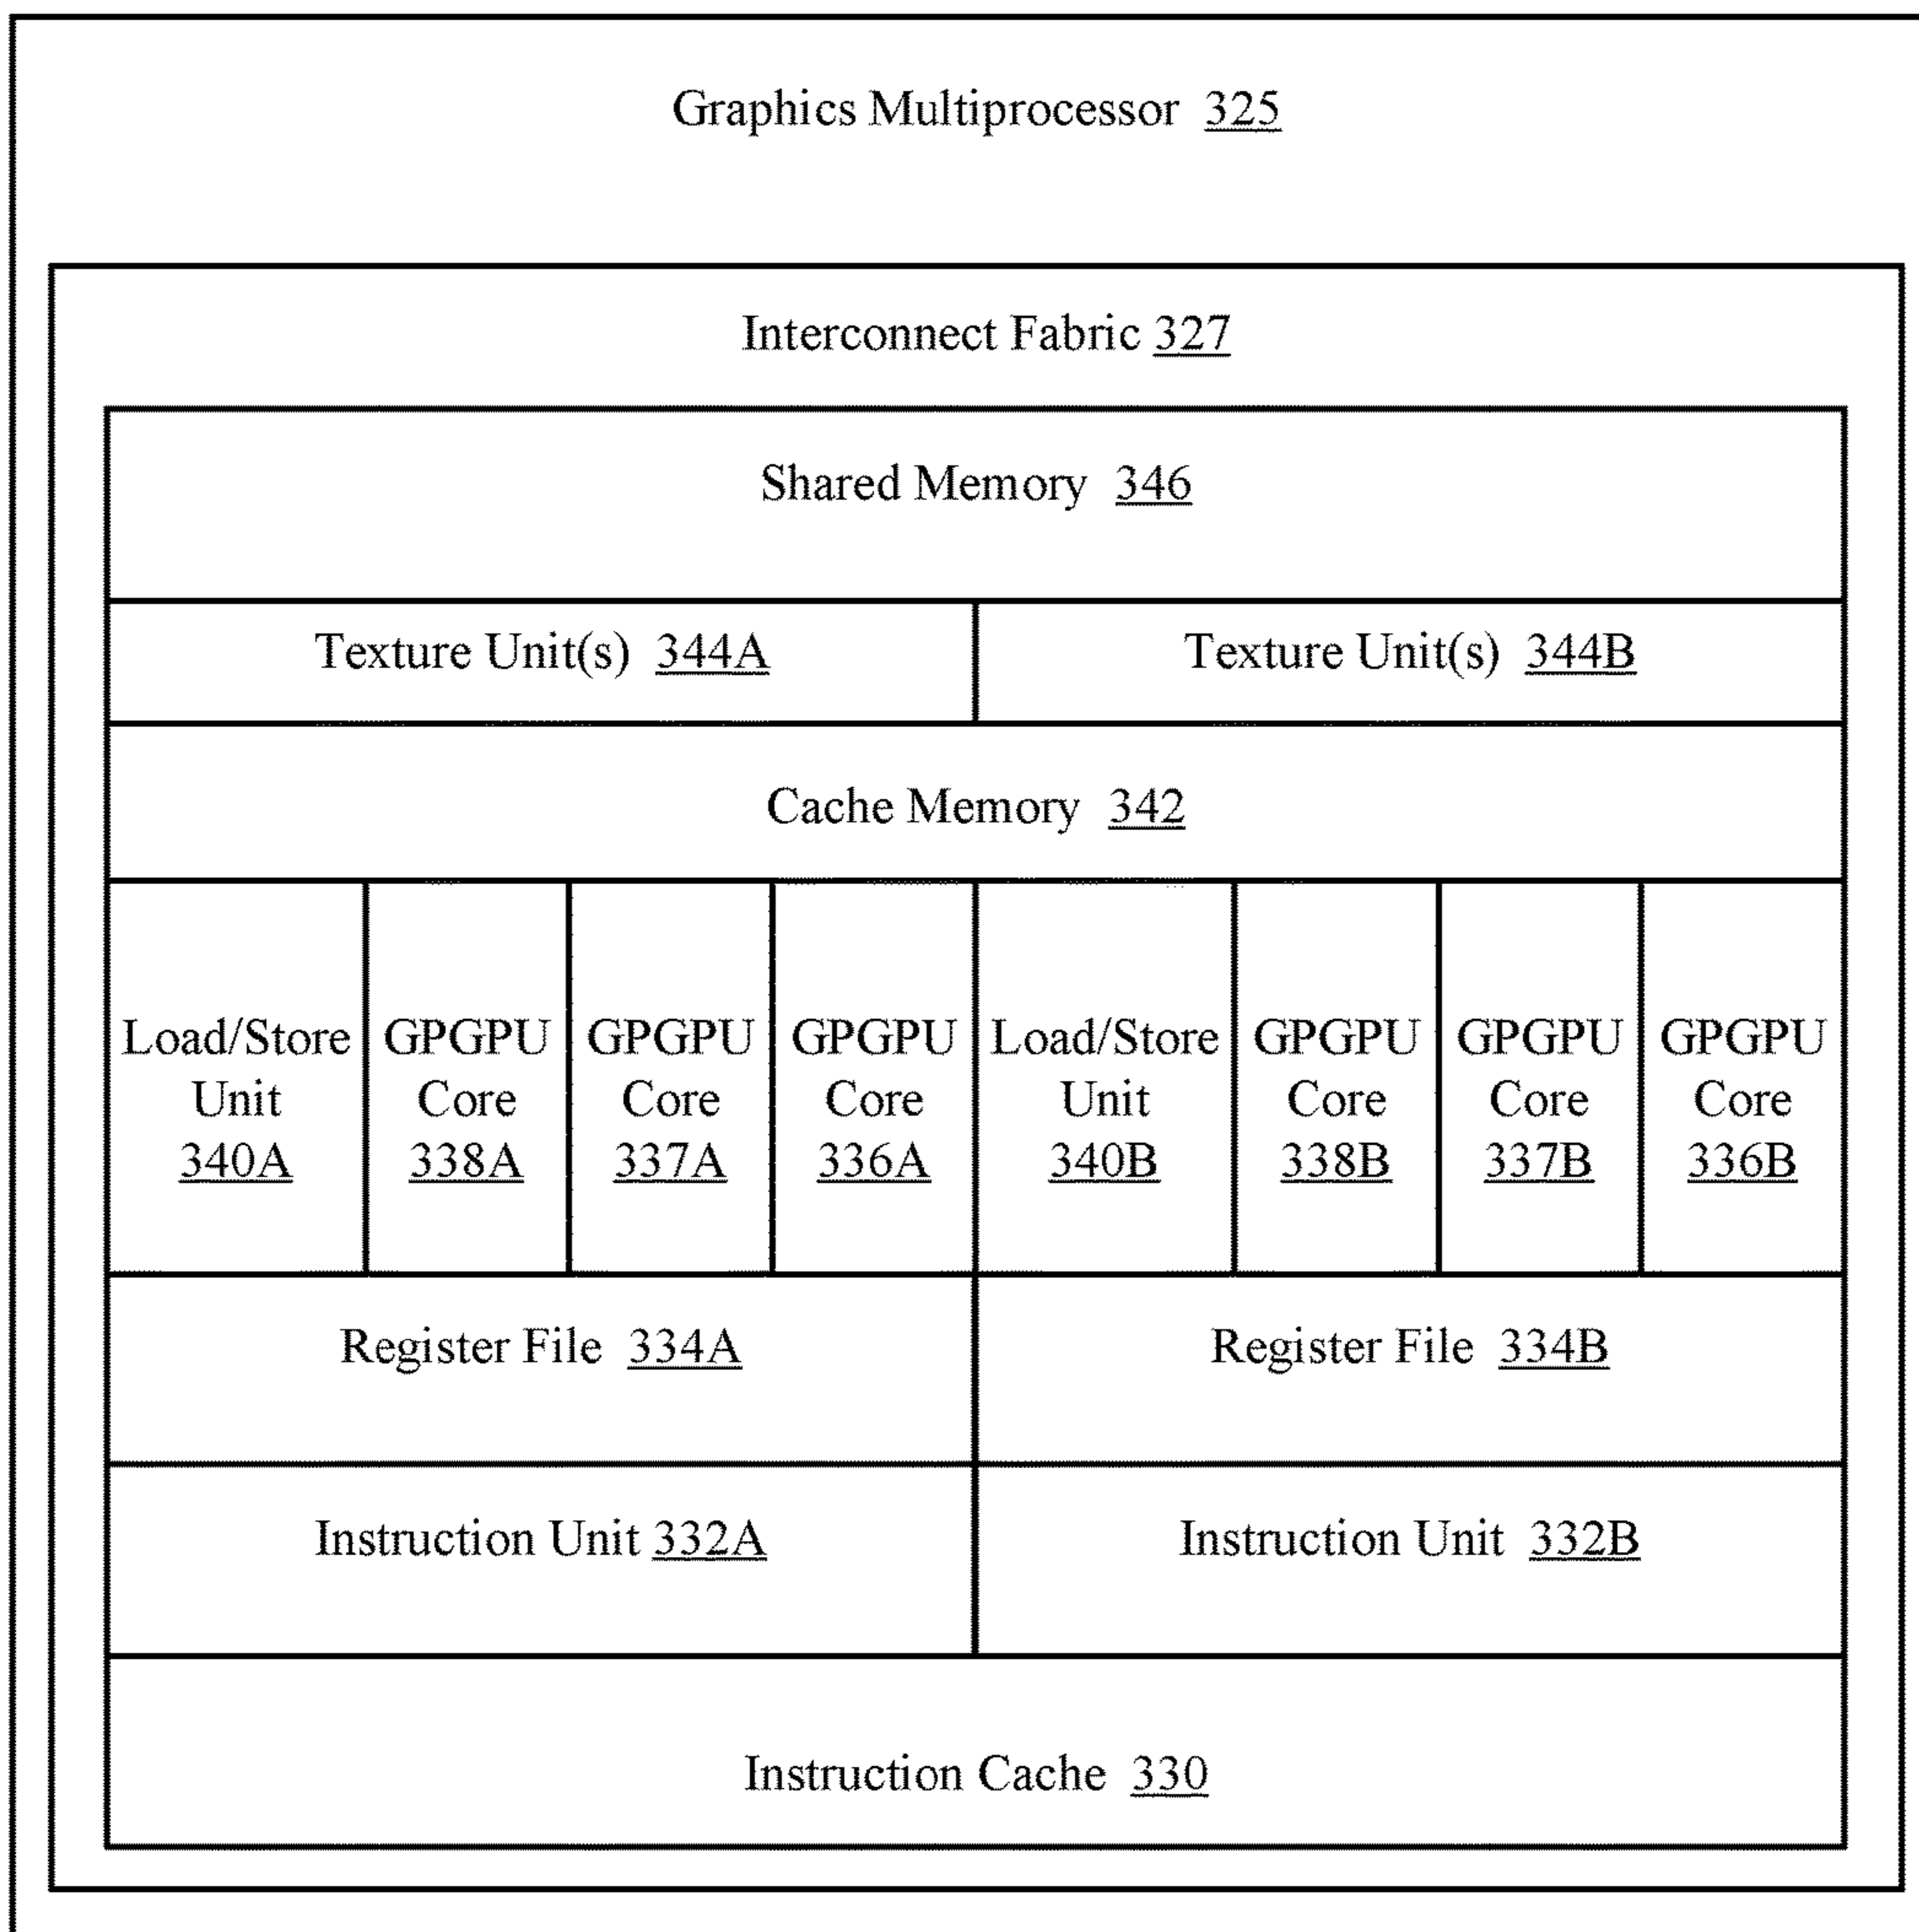 Graphics Multiprocessor 325
Interconnect Fabric 327
Shared Memory 346
Texture Unit(s) 344A
Texture Unit(s) 344B
Cache Memory 342
Load/Store
Unit
340A
GPGPU
Core
338A
GPGPU
Core
337A
GPGPU
Core
336A
Load/Store
Unit
340B
GPGPU
Core
338B
GPGPU
Core
337B
GPGPU
Core
336B
Register File 334A
Register File 334B
Instruction Unit 332A
Instruction Unit 332B
Instruction Cache 330